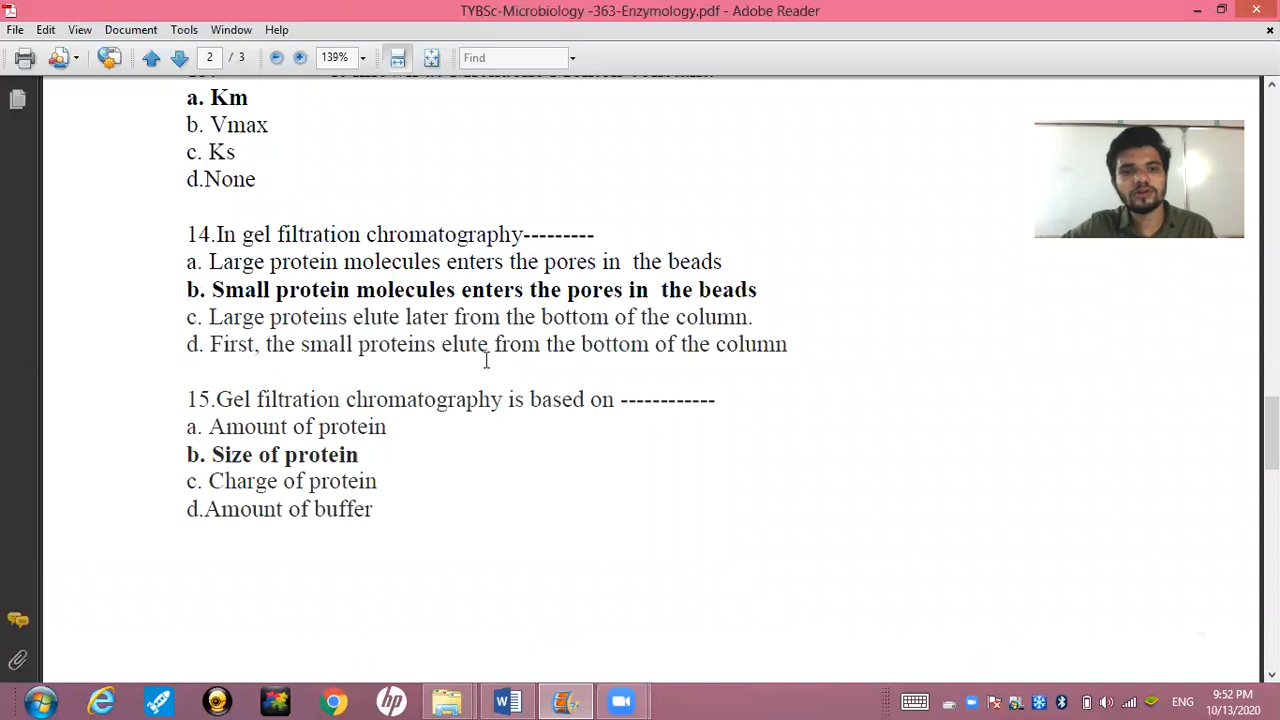 TYBSc-Microbiology -363-Enzymology.pdf - Adobe Reader
File Edit View Document Tools Window Help
2 / 3 139% Find
a. Km
b. Vmax
c. Ks
d.None
14.In gel filtration chromatography---------
a. Large protein molecules enters the pores in the beads
b. Small protein molecules enters the pores in the beads
c. Large proteins elute later from the bottom of the column.
d. First, the small proteins elute from the bottom of the column
15.Gel filtration chromatography is based on ------------
a. Amount of protein
b. Size of protein
c. Charge of protein
d.Amount of buffer
hp
ENG
9:52 PM
10/13/2020